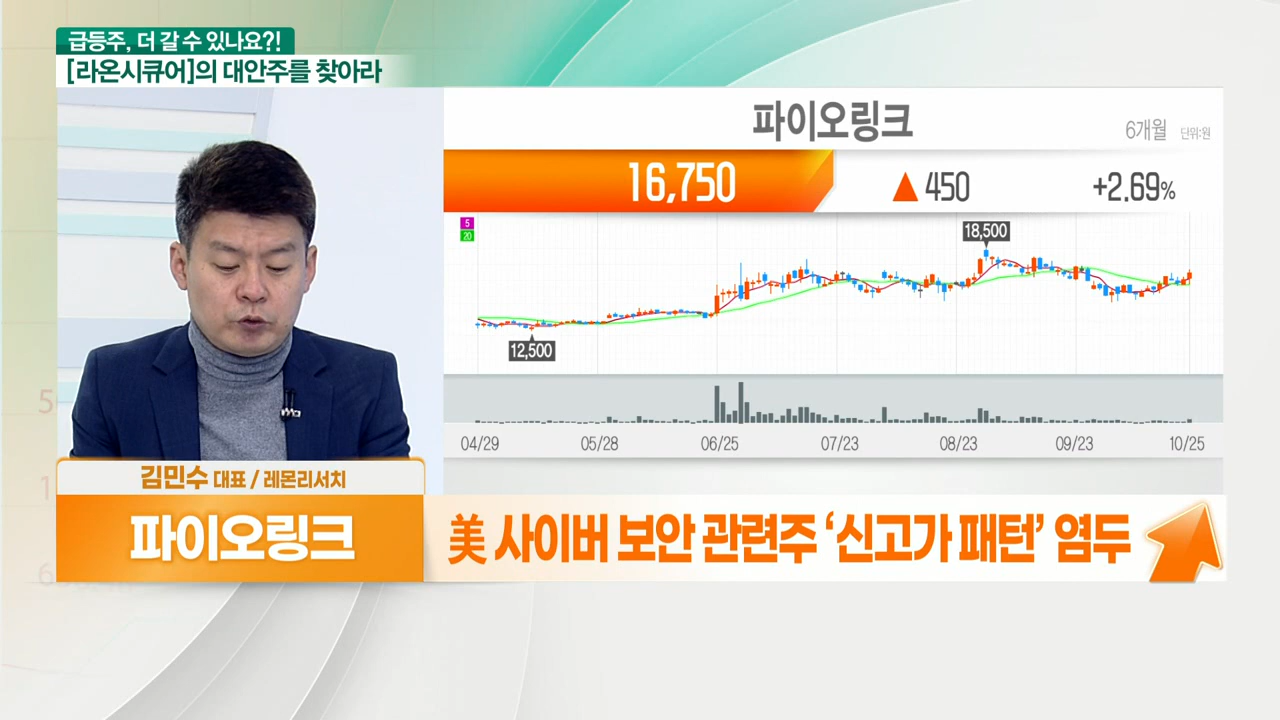 급등주, 더 갈 수 있나요?!
[라온시큐어]의 대안주를 찾아라
파이오링크
6개월 단위:원
16,750 ▲ 450 +2.69%
5
20
18,500
12,500
04/29 05/28 06/25 07/23 08/23 09/23 10/25
김민수 대표 / 레몬리서치
파이오링크
美 사이버 보안 관련주 ‘신고가 패턴’ 염두